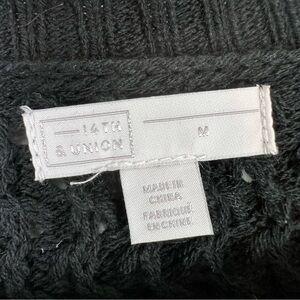 14TH
& UNION
M
MADE IN
CHINA
FABRIQUÉ
EN CHINE